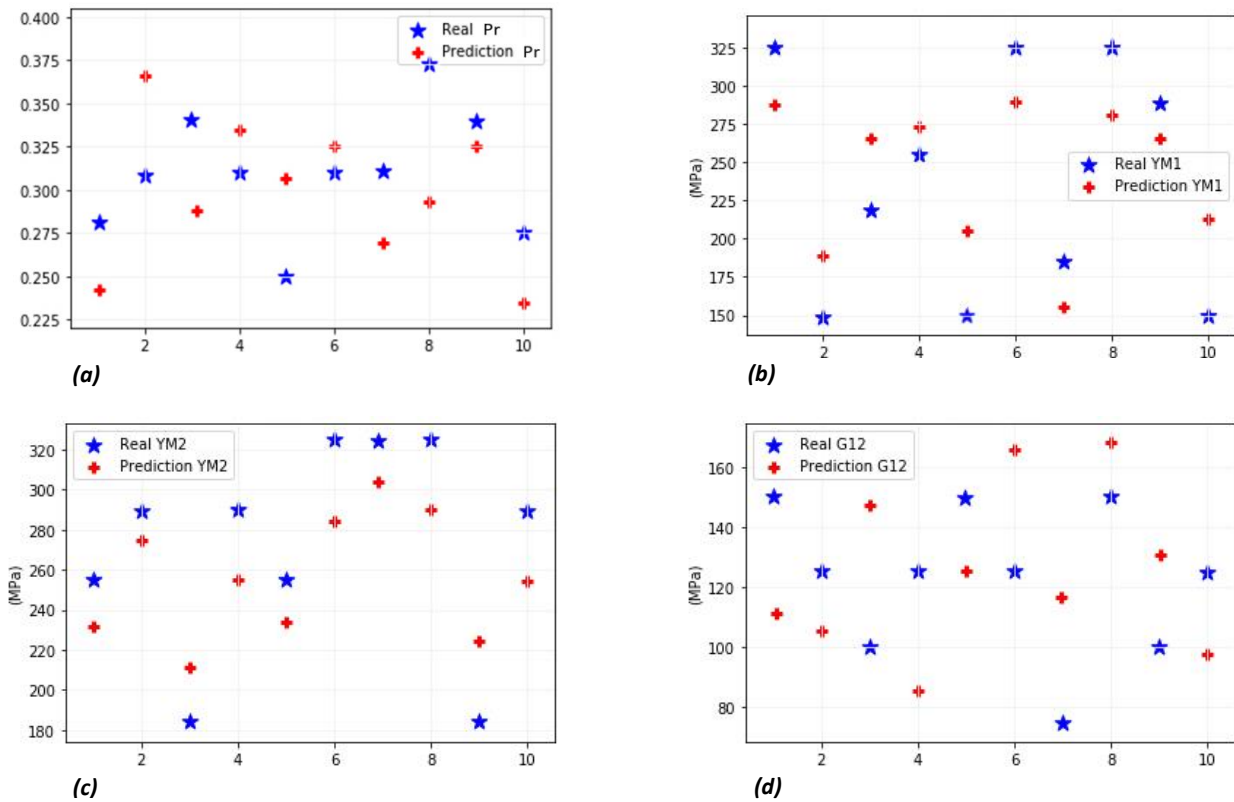 0.400
0.375
0.350
0.325
0.300
0.275
0.250
0.225
Real Pr
Prediction Pr
2 4 6 8 10
(a)
(MPa)
325
300
275
250
225
200
175
150
Real YM1
Prediction YM1
2 4 6 8 10
(b)
(MPa)
320
300
280
260
240
220
200
180
Real YM2
Prediction YM2
2 4 6 8 10
(c)
(MPa)
160
140
120
100
80
Real G12
Prediction G12
2 4 6 8 10
(d)